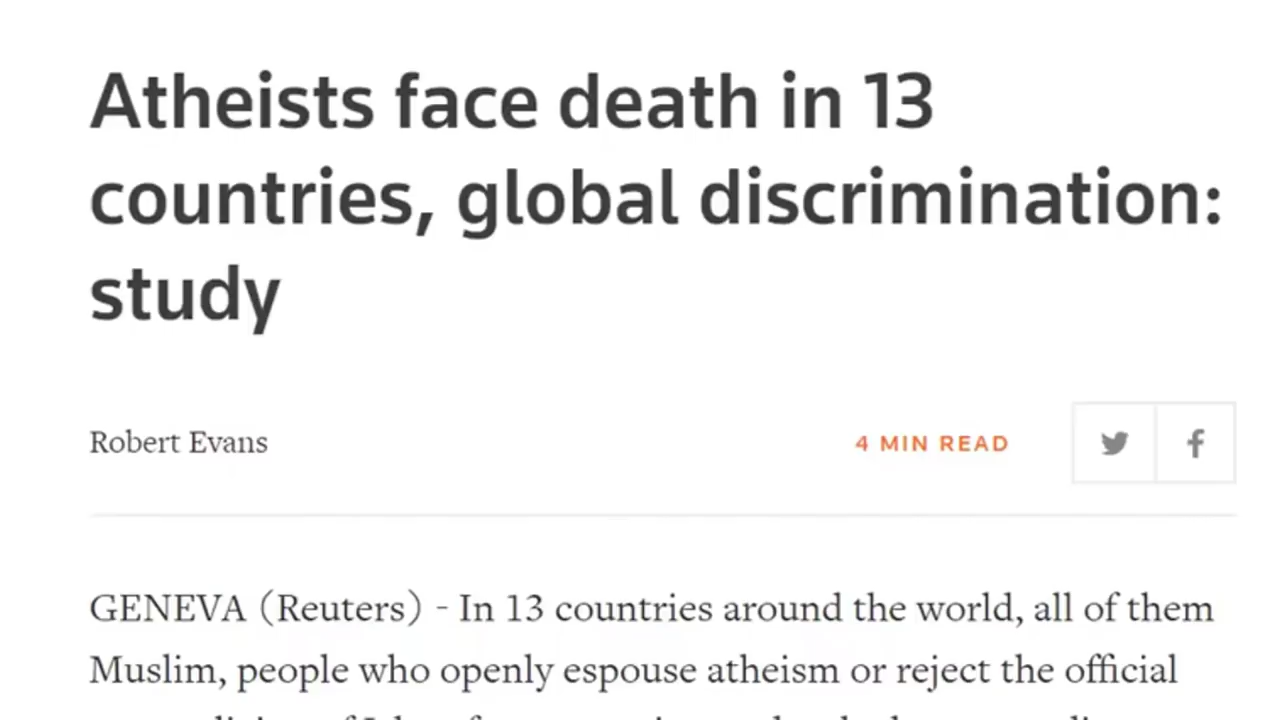 Atheists face death in 13
countries, global discrimination:
study
Robert Evans
4 MIN READ
GENEVA (Reuters) - In 13 countries around the world, all of them
Muslim, people who openly espouse atheism or reject the official